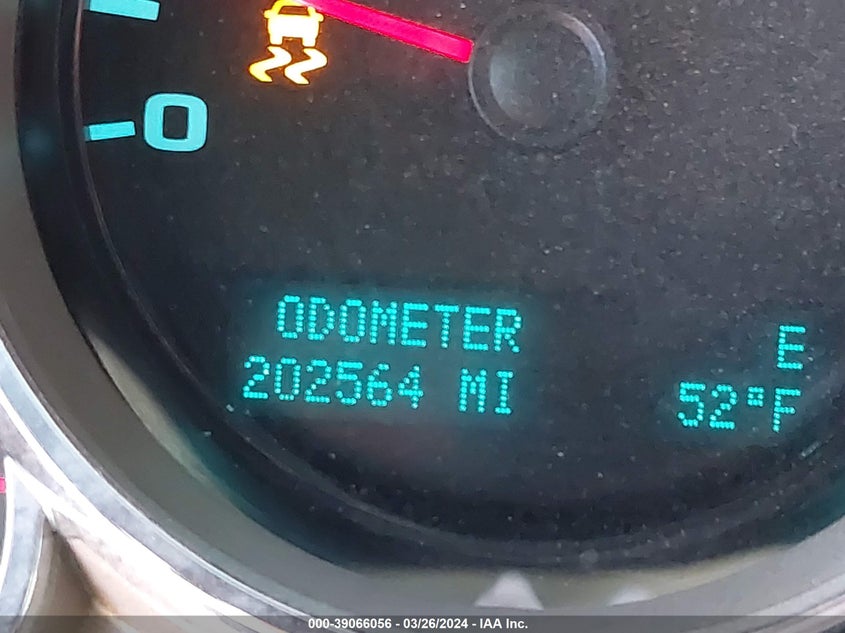 0
ODOMETER
E
202564 MI
52°F
000-39066056 - 03/26/2024 - IAA Inc.